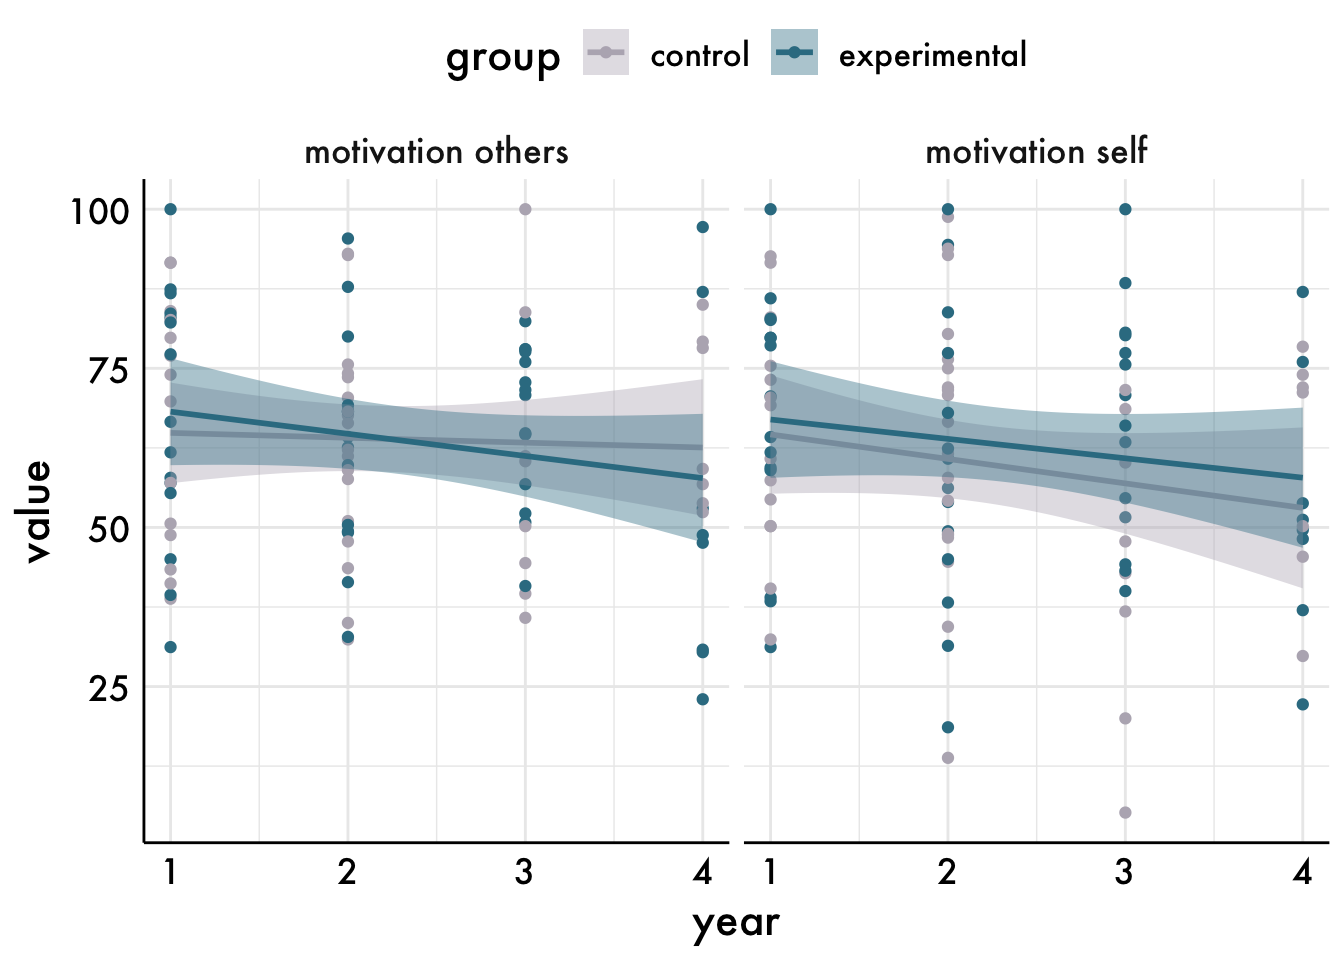 group control experimental
motivation others motivation self
100
75
50
25
value
1 2 3 4 1 2 3 4
year